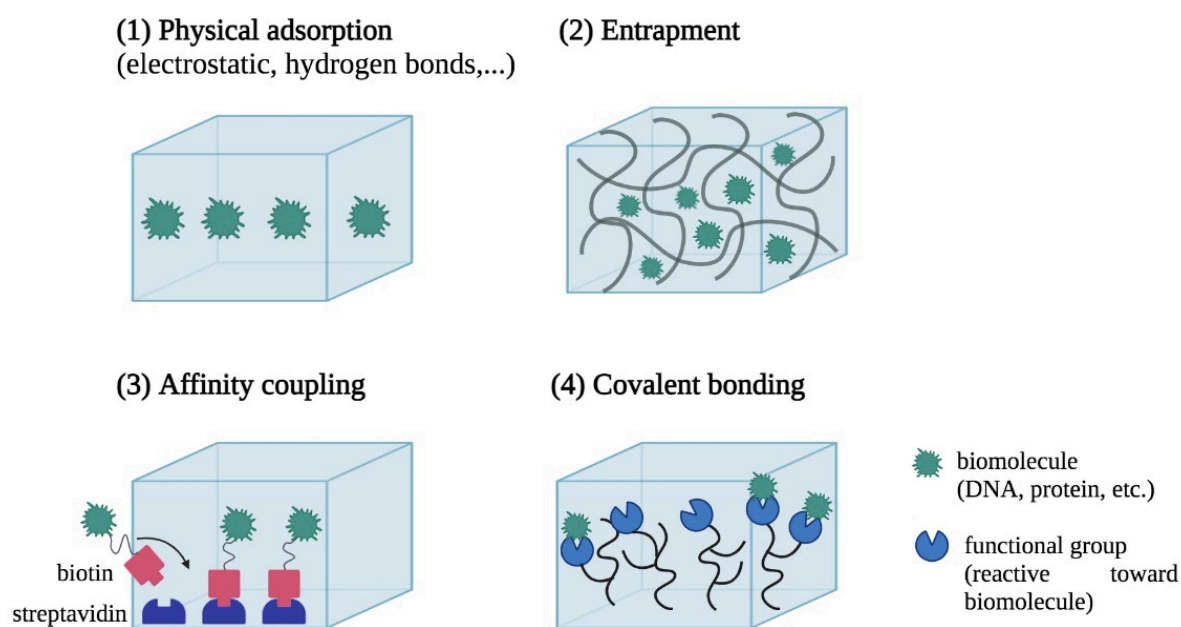 (1) Physical adsorption
(electrostatic, hydrogen bonds,...)
(2) Entrapment
(3) Affinity coupling
biotin
streptavidin
(4) Covalent bonding
biomolecule
(DNA, protein, etc.)
functional group
(reactive toward
biomolecule)